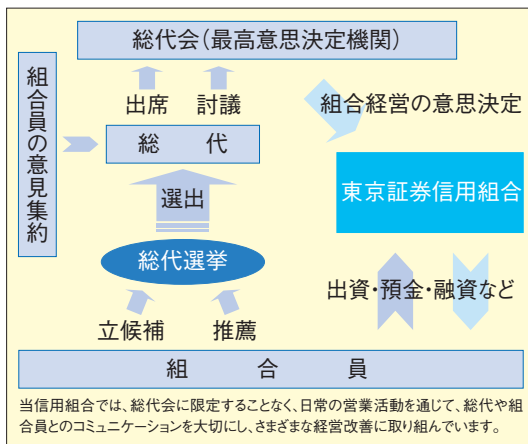 総代会（最高意思決定機関）
組合員の意見集約
出席　討議
組合経営の意思決定
総　代
東京証券信用組合
選出
総代選挙
出資・預金・融資など
立候補　推薦
組　合　員
当信用組合では、総代会に限定することなく、日常の営業活動を通じて、総代や組
合員とのコミュニケーションを大切にし、さまざまな経営改善に取り組んでいます。